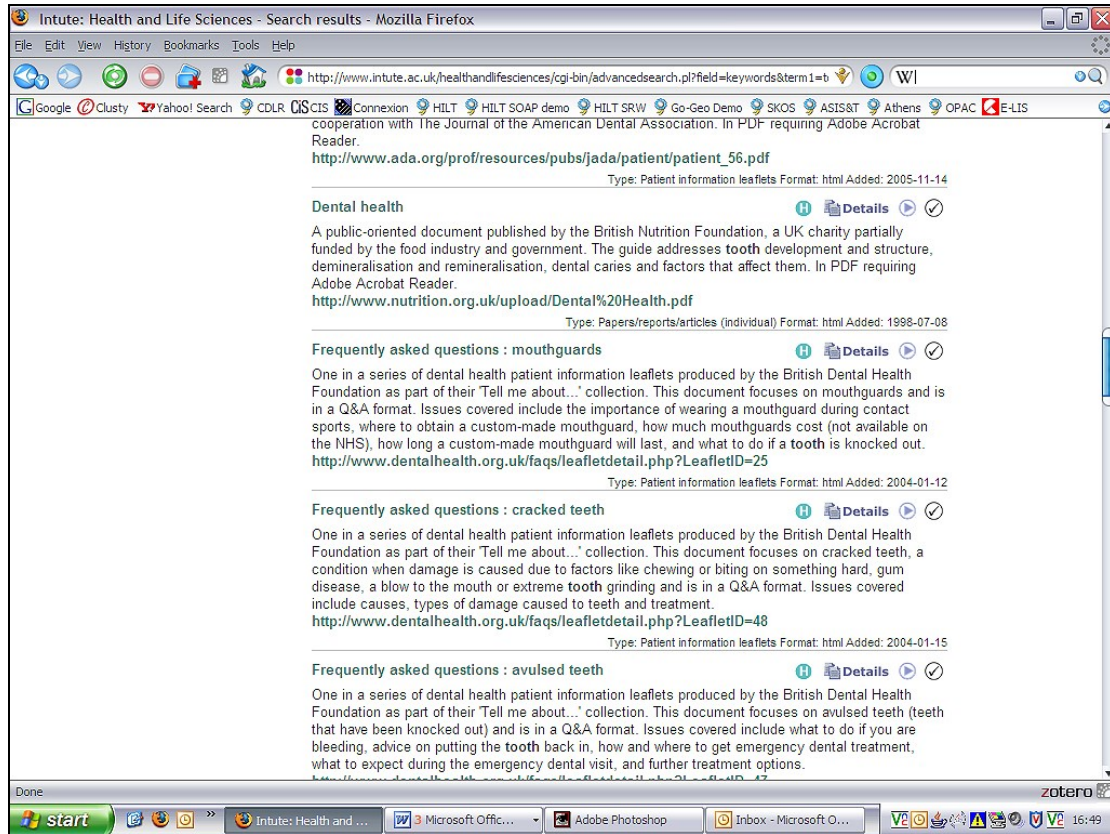 Intute: Health and Life Sciences - Search results - Mozilla Firefox
File Edit View History Bookmarks Tools Help
http://www.intute.ac.uk/healthandlifesciences/cgi-bin/advancedsearch.pl?field=keywords&term1=t
W
Google Clusty Yahoo! Search CDLR CIS Connexion HILT HILT SOAP demo HILT SRW Go-Geo Demo SKOS ASIS&T Athens OPAC E-LIS
cooperation with The Journal of the American Dental Association. In PDF requiring Adobe Acrobat
Reader.
http://www.ada.org/prof/resources/pubs/jada/patient/patient_56.pdf
Type: Patient information leaflets Format: html Added: 2005-11-14
Dental health H Details
A public-oriented document published by the British Nutrition Foundation, a UK charity partially
funded by the food industry and government. The guide addresses tooth development and structure,
demineralisation and remineralisation, dental caries and factors that affect them. In PDF requiring
Adobe Acrobat Reader.
http://www.nutrition.org.uk/upload/Dental%20Health.pdf
Type: Papers/reports/articles (individual) Format: html Added: 1998-07-08
Frequently asked questions : mouthguards H Details
One in a series of dental health patient information leaflets produced by the British Dental Health
Foundation as part of their 'Tell me about...' collection. This document focuses on mouthguards and is
in a Q&A format. Issues covered include the importance of wearing a mouthguard during contact
sports, where to obtain a custom-made mouthguard, how much mouthguards cost (not available on
the NHS), how long a custom-made mouthguard will last, and what to do if a tooth is knocked out.
http://www.dentalhealth.org.uk/faqs/leafletdetail.php?LeafletID=25
Type: Patient information leaflets Format: html Added: 2004-01-12
Frequently asked questions : cracked teeth H Details
One in a series of dental health patient information leaflets produced by the British Dental Health
Foundation as part of their 'Tell me about...' collection. This document focuses on cracked teeth, a
condition when damage is caused due to factors like chewing or biting on something hard, gum
disease, a blow to the mouth or extreme tooth grinding and is in a Q&A format. Issues covered
include causes, types of damage caused to teeth and treatment.
http://www.dentalhealth.org.uk/faqs/leafletdetail.php?LeafletID=48
Type: Patient information leaflets Format: html Added: 2004-01-15
Frequently asked questions : avulsed teeth H Details
One in a series of dental health patient information leaflets produced by the British Dental Health
Foundation as part of their 'Tell me about...' collection. This document focuses on avulsed teeth (teeth
that have been knocked out) and is in a Q&A format. Issues covered include what to do if you are
bleeding, advice on putting the tooth back in, how and where to get emergency dental treatment,
what to expect during the emergency dental visit, and further treatment options.
http://www.dentalhealth.org.uk/faqs/leafletdetail.php?LeafletID=47
Done zotero
start » Intute: Health and ... 3 Microsoft Offic... Adobe Photoshop Inbox - Microsoft O... 16:49